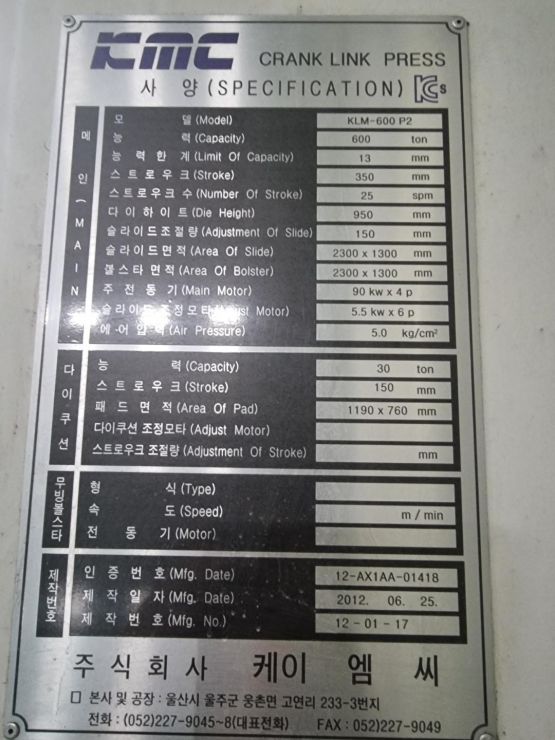 KMC CRANK LINK PRESS
사 양 (SPECIFICATION) S
메 인 ( M A I N
모 델 (Model) KLM-600 P2
능 력 (Capacity) 600 ton
능 력 한 계 (Limit Of Capacity) 13 mm
스 트 로 우 크 (Stroke) 350 mm
스 트 로 우 크 수 (Number Of Stroke) 25 spm
다 이 하 이 트 (Die Height) 950 mm
슬라이드조절량 (Adjustment Of Slide) 150 mm
슬 라 이 드 면 적 (Area Of Slide) 2300 x 1300 mm
볼 스 타 면 적 (Area Of Bolster) 2300 x 1300 mm
주 전 동 기 (Main Motor) 90 kw x 4 p
슬라이드 조정모타 Motor) 5.5 kw x 6 p
에 어 압 력 (Air Pressure) 5.0 kg/cm²
다 이 쿠 션
능 력 (Capacity) 30 ton
스 트 로 우 크 (Stroke) 150 mm
패 드 면 적 (Area Of Pad) 1190 x 760 mm
다이쿠션 조정모타 (Adjust Motor)
스트로우크 조절량 (Adjustment Of Stroke) mm
무빙볼스타
형 식 (Type)
속 도 (Speed) m / min
전 동 기 (Motor)
제작번호
인 증 번 호 (Mfg. Date) 12-AX1AA-01418
제 작 일 자 (Mfg. Date) 2012. 06. 25.
제 작 번 호 (Mfg. No.) 12 - 01 - 17
주 식 회 사 케 이 엠 씨
□ 본사 및 공장 : 울산시 울주군 웅촌면 고연리 233-3번지
전화 : (052)227-9045~8(대표전화) FAX : 052)227-9049